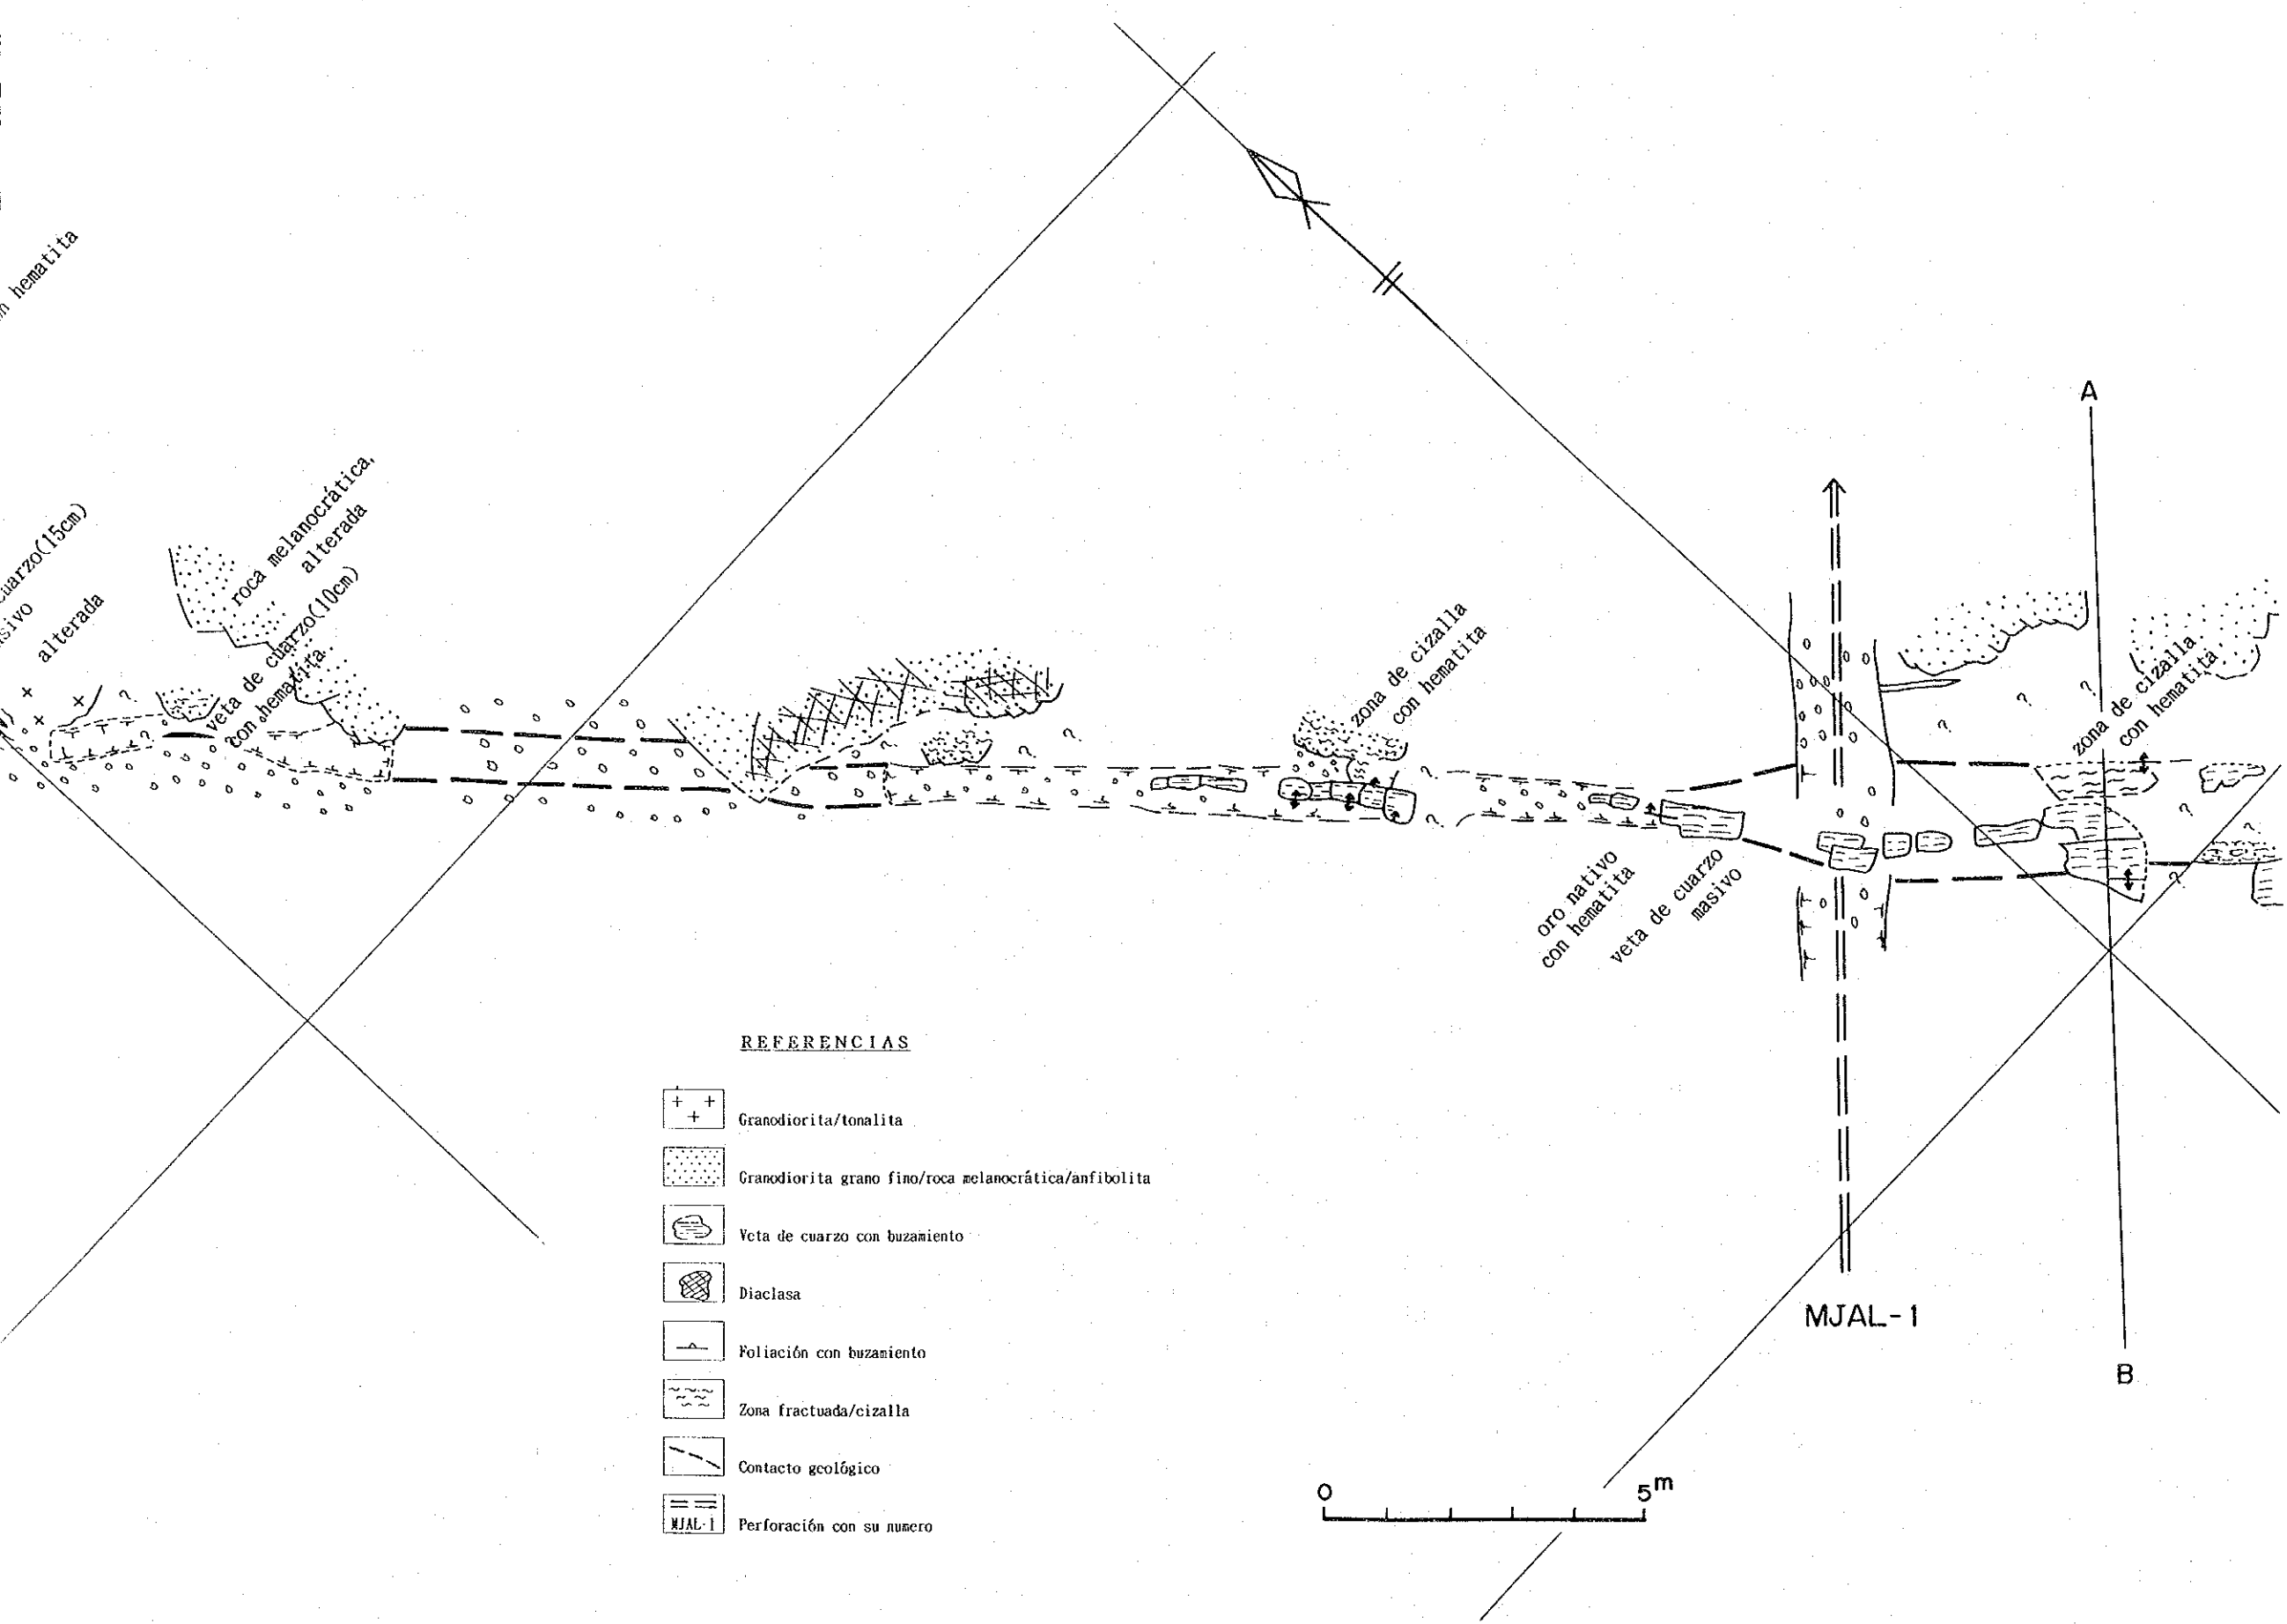 hematita
cuarzo(15cm)
alterada
roca melanocrática,
alterada
veta de cuarzo(10cm)
con hematita
zona de cizalla
con hematita
A
zona de cizalla
con hematita
oro nativo
con hematita
veta de cuarzo
masivo
MJAL-1
B
REFERENCIAS
Granodiorita/tonalita
Granodiorita grano fino/roca melanocrática/anfibolita
Veta de cuarzo con buzamiento
Diaclasa
Foliación con buzamiento
Zona fractuada/cizalla
Contacto geológico
MJAL-1 Perforación con su numero
0 5m